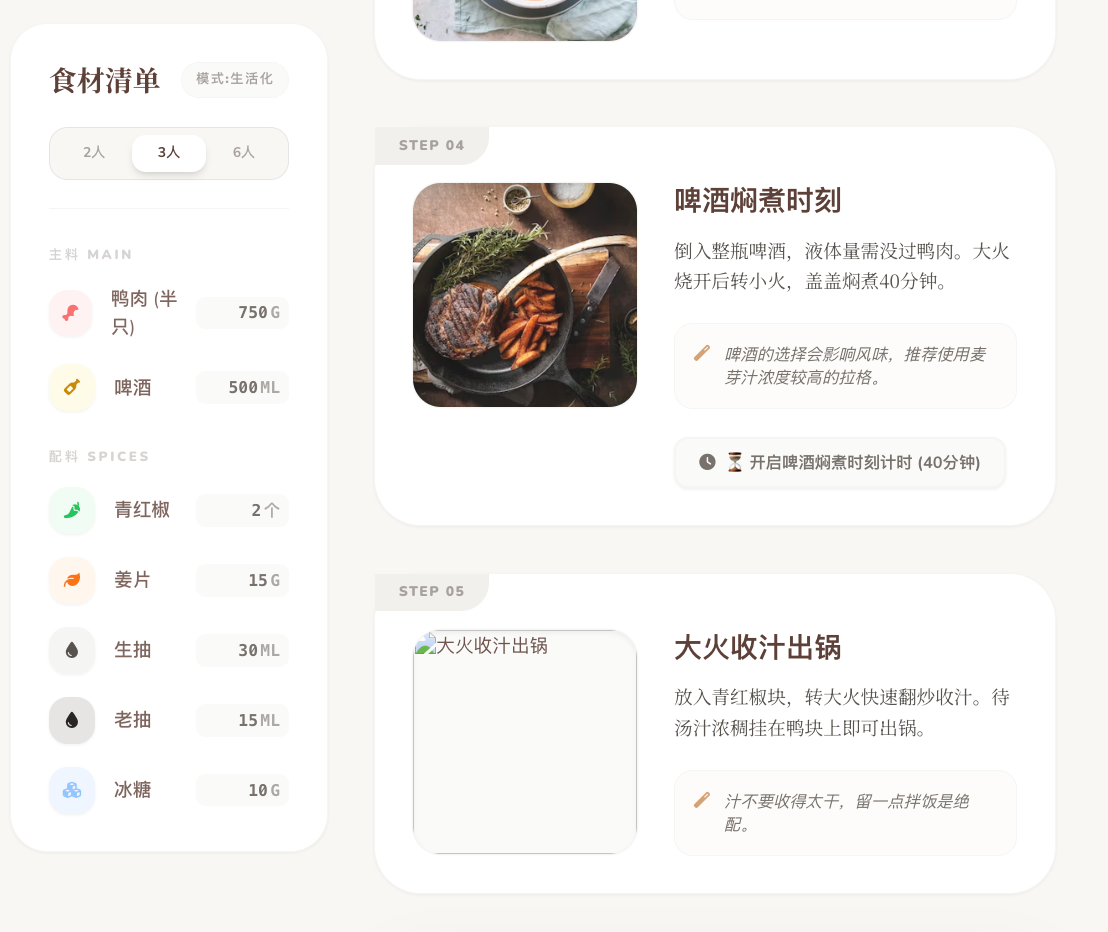 食材清单
模式:生活化
2人
3人
6人
主料 MAIN
鸭肉 (半
只)
750 G
啤酒
500 ML
配料 SPICES
青红椒
2 个
姜片
15 G
生抽
30 ML
老抽
15 ML
冰糖
10 G
STEP 04
啤酒焖煮时刻
倒入整瓶啤酒，液体量需没过鸭肉。大火
烧开后转小火，盖盖焖煮40分钟。
啤酒的选择会影响风味，推荐使用麦
芽汁浓度较高的拉格。
⏳ 开启啤酒焖煮时刻计时 (40分钟)
STEP 05
大火收汁出锅
大火收汁出锅
放入青红椒块，转大火快速翻炒收汁。待
汤汁浓稠挂在鸭块上即可出锅。
汁不要收得太干，留一点拌饭是绝
配。